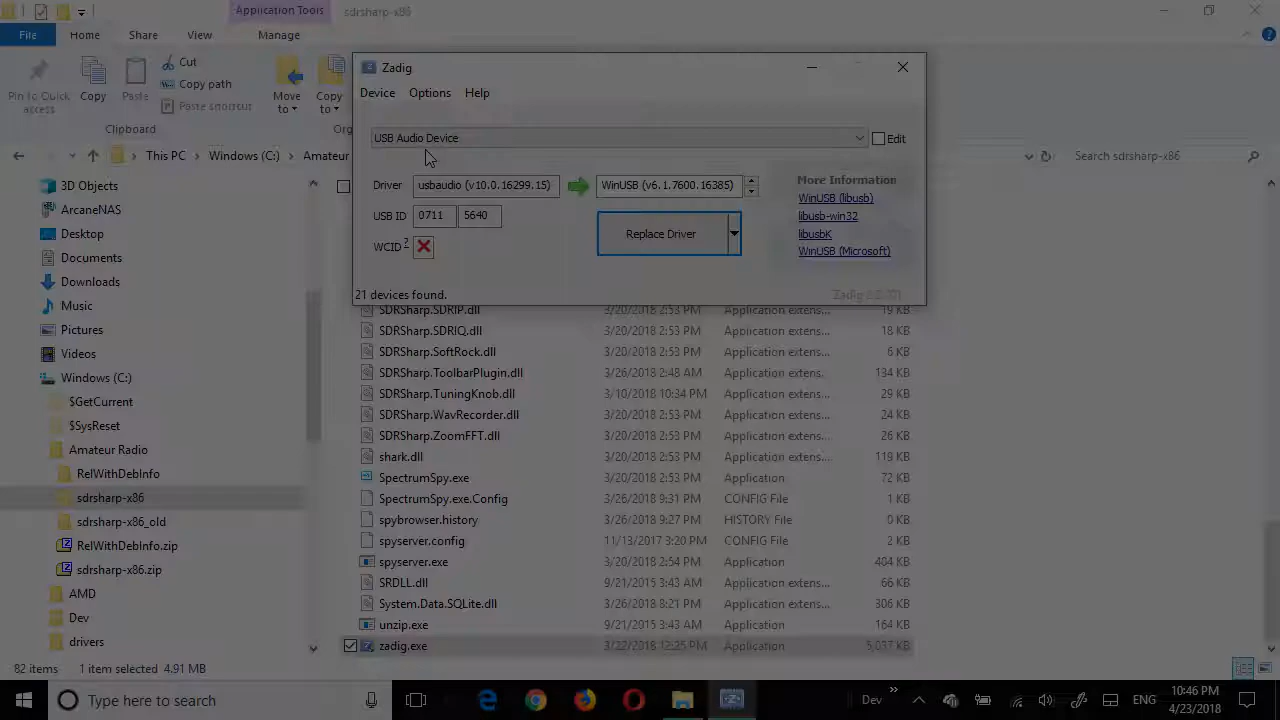 Application Tools
sdrsharp-x86
File
Home
Share
View
Manage
Pin to Quick access
Copy
Paste
Cut
Copy path
Paste shortcut
Move to
Copy to
Clipboard
Org
This PC
Windows (C:)
Amateur
Search sdrsharp-x86
Zadig
Device
Options
Help
USB Audio Device
Edit
Driver
usbaudio (v10.0.16299.15)
WinUSB (v6.1.7600.16385)
USB ID
0711
5640
WCID 2
Replace Driver
More Information
WinUSB (libusb)
libusb-win32
libusbK
WinUSB (Microsoft)
21 devices found.
3D Objects
ArcaneNAS
Desktop
Documents
Downloads
Music
Pictures
Videos
Windows (C:)
$GetCurrent
$SysReset
Amateur Radio
RelWithDebInfo
sdrsharp-x86
sdrsharp-x86_old
RelWithDebInfo.zip
sdrsharp-x86.zip
AMD
Dev
drivers
SDRSharp.SDRIP.dll 3/20/2018 2:53 PM Application extens... 19 KB
SDRSharp.SDRIQ.dll 3/20/2018 2:53 PM Application extens... 18 KB
SDRSharp.SoftRock.dll 3/20/2018 2:53 PM Application extens... 6 KB
SDRSharp.ToolbarPlugin.dll 3/26/2018 2:48 AM Application extens... 134 KB
SDRSharp.TuningKnob.dll 3/10/2018 10:34 PM Application extens... 29 KB
SDRSharp.WavRecorder.dll 3/20/2018 2:53 PM Application extens... 24 KB
SDRSharp.ZoomFFT.dll 3/20/2018 2:53 PM Application extens... 26 KB
shark.dll 3/20/2018 2:53 PM Application extens... 119 KB
SpectrumSpy.exe 3/20/2018 2:53 PM Application 72 KB
SpectrumSpy.exe.Config 3/26/2018 9:31 PM CONFIG File 1 KB
spybrowser.history 3/26/2018 9:27 PM HISTORY File 0 KB
spyserver.config 11/13/2017 3:20 PM CONFIG File 2 KB
spyserver.exe 3/20/2018 2:54 PM Application 404 KB
SRDLL.dll 9/21/2015 3:43 AM Application extens... 66 KB
System.Data.SQLite.dll 3/26/2018 8:21 PM Application extens... 306 KB
unzip.exe 9/21/2015 3:43 AM Application 164 KB
zadig.exe 3/22/2018 12:25 PM Application 5,037 KB
82 items
1 item selected 4.91 MB
Type here to search
Dev
ENG
10:46 PM
4/23/2018